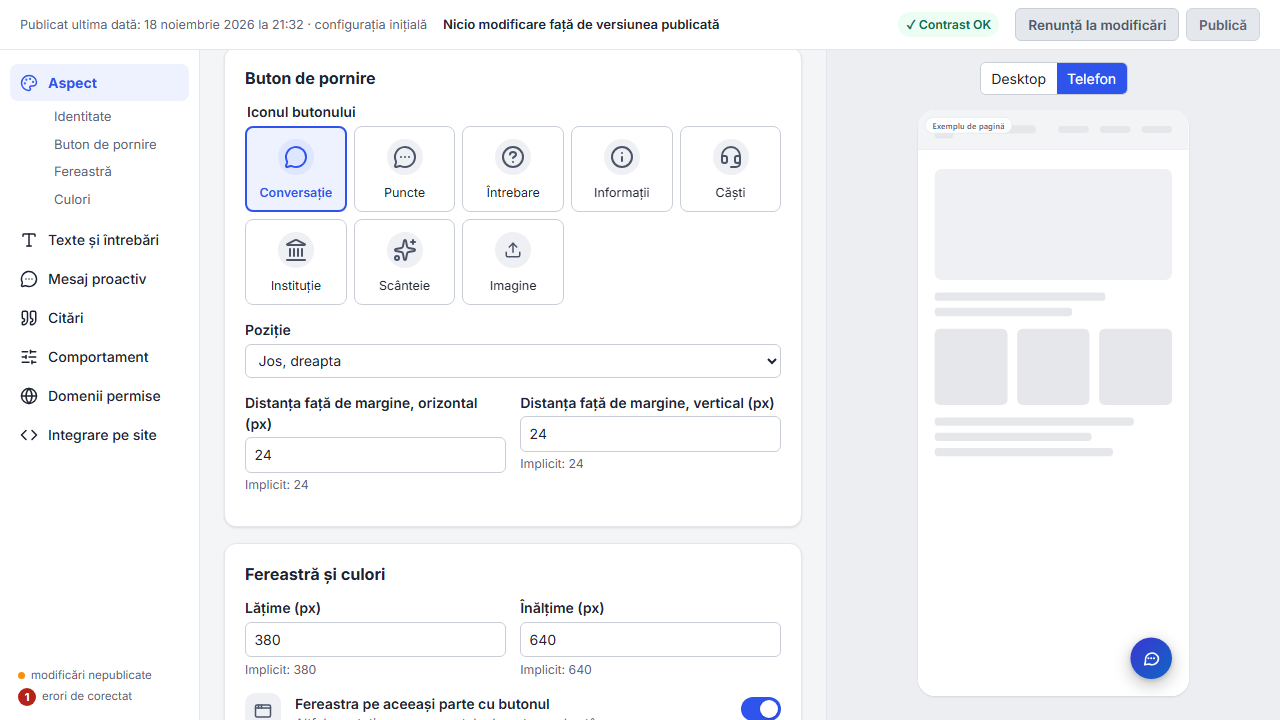 Publicat ultima dată: 18 noiembrie 2026 la 21:32 · configurația inițială
Nicio modificare față de versiunea publicată
✓ Contrast OK
Renunță la modificări
Publică
Aspect
Identitate
Buton de pornire
Fereastră
Culori
Texte și întrebări
Mesaj proactiv
Citări
Comportament
Domenii permise
Integrare pe site
modificări nepublicate
1 erori de corectat
Buton de pornire
Iconul butonului
Conversație
Puncte
Întrebare
Informații
Căști
Instituție
Scânteie
Imagine
Poziție
Jos, dreapta
Distanța față de margine, orizontal
(px)
24
Implicit: 24
Distanța față de margine, vertical (px)
24
Implicit: 24
Fereastră și culori
Lățime (px)
380
Implicit: 380
Înălțime (px)
640
Implicit: 640
Fereastra pe aceeași parte cu butonul
Desktop
Telefon
Exemplu de pagină